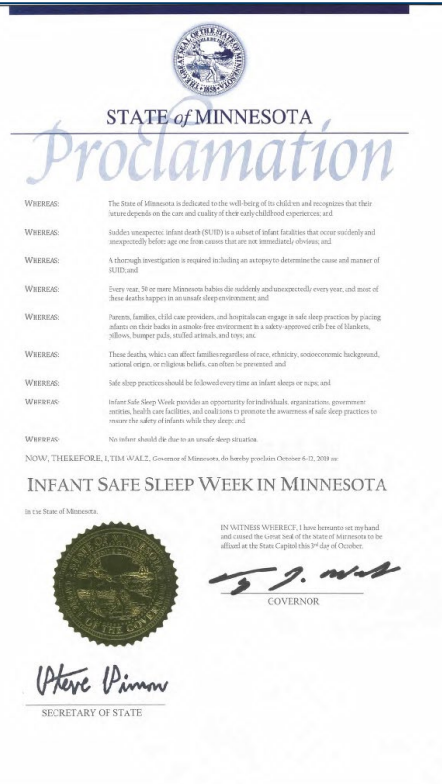 THE GREAT SEAL OF THE STATE OF MINNESOTA
STATE of MINNESOTA
Proclamation
WHEREAS: The State of Minnesota is dedicated to the well-being of its children and recognizes that their
future depends on the care and quality of their early childhood experiences; and
WHEREAS: Sudden unexpected infant death (SUID) is a subset of infant fatalities that occur suddenly and
unexpectedly before age one from causes that are not immediately obvious; and
WHEREAS: A thorough investigation is required including an autopsy to determine the cause and manner of
SUID; and
WHEREAS: Every year, 50 or more Minnesota babies die suddenly and unexpectedly every year, and most of
these deaths happen in an unsafe sleep environment; and
WHEREAS: Parents, families, child care providers, and hospitals can engage in safe sleep practices by placing
infants on their backs in a smoke-free environment in a safety-approved crib free of blankets,
pillows, bumper pads, stuffed animals, and toys; and
WHEREAS: These deaths, which can affect families regardless of race, ethnicity, socioeconomic background,
national origin, or religious beliefs, can often be prevented; and
WHEREAS: Safe sleep practices should be followed every time an infant sleeps or naps; and
WHEREAS: Infant Safe Sleep Week provides an opportunity for individuals, organizations, government
entities, health care facilities, and coalitions to promote the awareness of safe sleep practices to
ensure the safety of infants while they sleep; and
WHEREAS: No infant should die due to an unsafe sleep situation.
NOW, THEREFORE, I, TIM WALZ, Governor of Minnesota, do hereby proclaim October 6-12, as:
INFANT SAFE SLEEP WEEK IN MINNESOTA
in the State of Minnesota.
IN WITNESS WHEREOF, I have hereunto set my hand
and caused the Great Seal of the State of Minnesota to be
affixed at the State Capitol this 3rd day of October.
GOVERNOR
Steve Simon
SECRETARY OF STATE